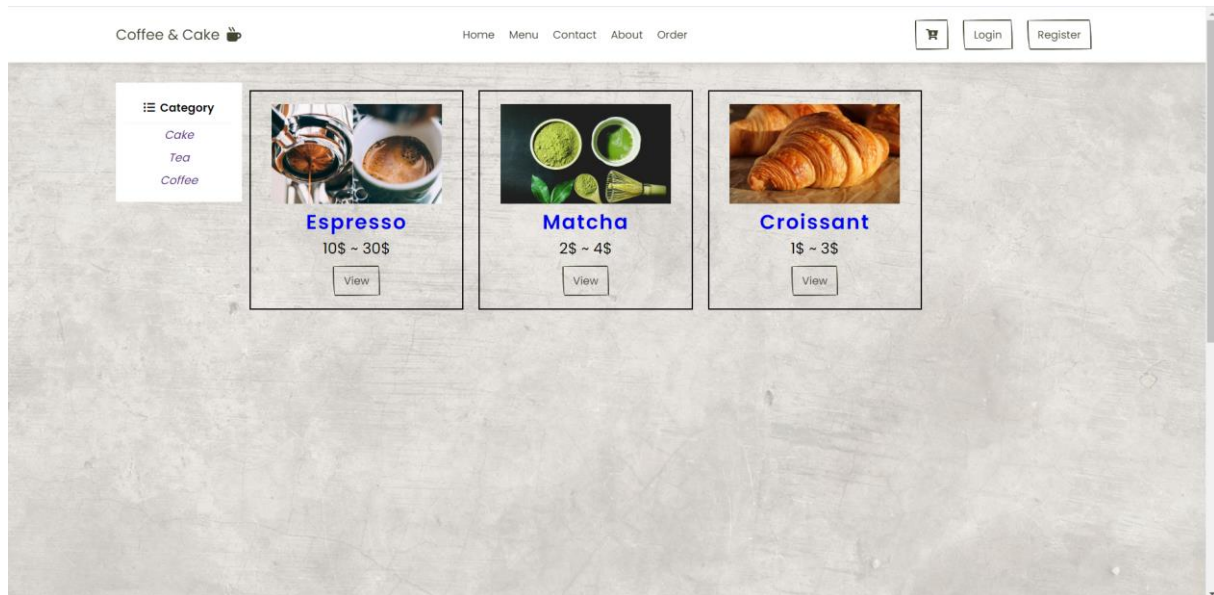 Coffee & Cake
Home Menu Contact About Order
Login
Register
Category
Cake
Tea
Coffee
Espresso
10$ ~ 30$
View
Matcha
2$ ~ 4$
View
Croissant
1$ ~ 3$
View